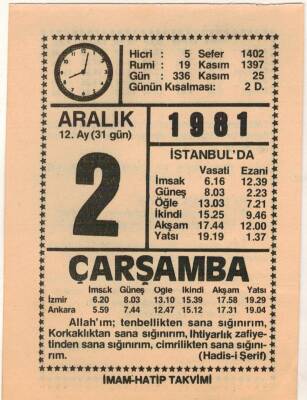 Hicri : 5 Sefer 1402
Rumi : 19 Kasım 1397
Gün : 336 Kasım 25
Günün Kısalması: 2 D.
ARALIK
12. Ay (31 gün)
1981
2
İSTANBUL'DA
Vasati Ezani
İmsak 6.16 12.39
Güneş 8.03 2.23
Öğle 13.03 7.21
İkindi 15.25 9.46
Akşam 17.44 12.00
Yatsı 19.19 1.37
ÇARŞAMBA
İmsck Güneş Ogle İkindi Akşam Yatsı
İzmir 6.20 8.03 13.10 15.39 17.58 19.29
Ankara 5.59 7.44 12.47 15.12 17.31 19.04
Allah'ım; tenbellikten sana sığınırım,
Korkaklıktan sana sığınırım, Ihtiyarlık zafiye-
tinden sana sığınırım, cimrilikten sana sığını-
rım. (Hadis-i Şerif)
İMAM-HATİP TAKVİMİ